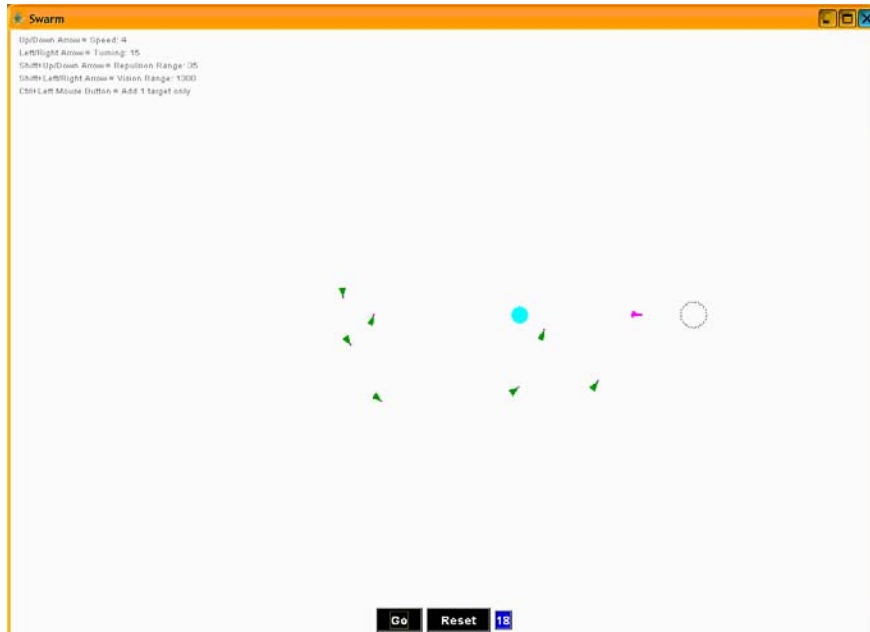 Swarm
Up/Down Arrow = Speed: 4
Left/Right Arrow = Turning: 15
Shift+Up/Down Arrow = Repulsion Range: 35
Shift+Left/Right Arrow = Vision Range: 1300
Ctrl+Left Mouse Button = Add 1 target only
Go Reset 18